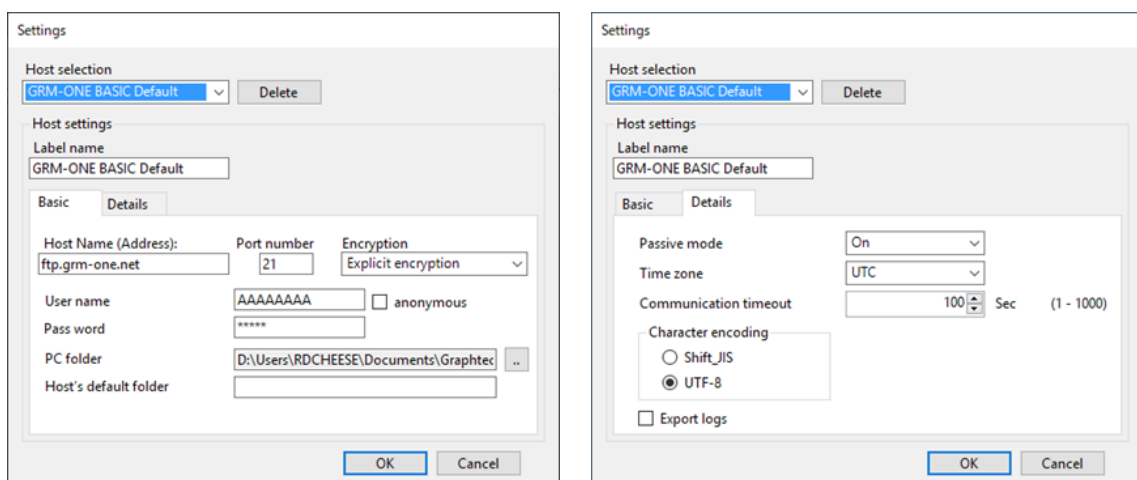 Settings
Host selection
GRM-ONE BASIC Default
Delete
Host settings
Label name
GRM-ONE BASIC Default
Basic
Details
Host Name (Address):
Port number
Encryption
ftp.grm-one.net
21
Explicit encryption
User name
AAAAAAAA
anonymous
Pass word
*****
PC folder
D:\Users\RDCHEESE\Documents\Graphtec
..
Host's default folder
OK
Cancel
Settings
Host selection
GRM-ONE BASIC Default
Delete
Host settings
Label name
GRM-ONE BASIC Default
Basic
Details
Passive mode
On
Time zone
UTC
Communication timeout
100
Sec
(1 - 1000)
Character encoding
Shift_JIS
UTF-8
Export logs
OK
Cancel